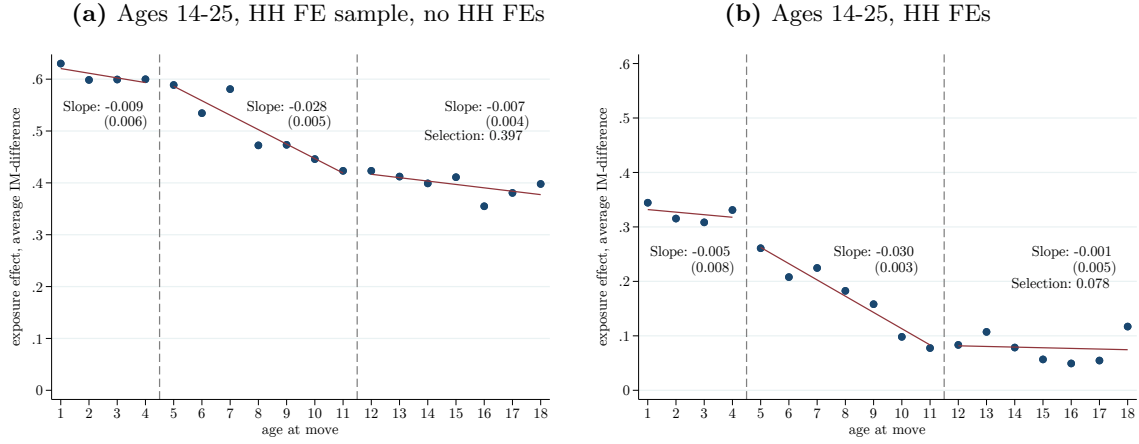 (a) Ages 14-25, HH FE sample, no HH FEs
exposure effect, average IM-difference
.6
.5
.4
.3
.2
.1
0
Slope: -0.009
(0.006)
Slope: -0.028
(0.005)
Slope: -0.007
(0.004)
Selection: 0.397
1 2 3 4 5 6 7 8 9 10 11 12 13 14 15 16 17 18
age at move
(b) Ages 14-25, HH FEs
exposure effect, average IM-difference
.6
.5
.4
.3
.2
.1
0
Slope: -0.005
(0.008)
Slope: -0.030
(0.003)
Slope: -0.001
(0.005)
Selection: 0.078
1 2 3 4 5 6 7 8 9 10 11 12 13 14 15 16 17 18
age at move